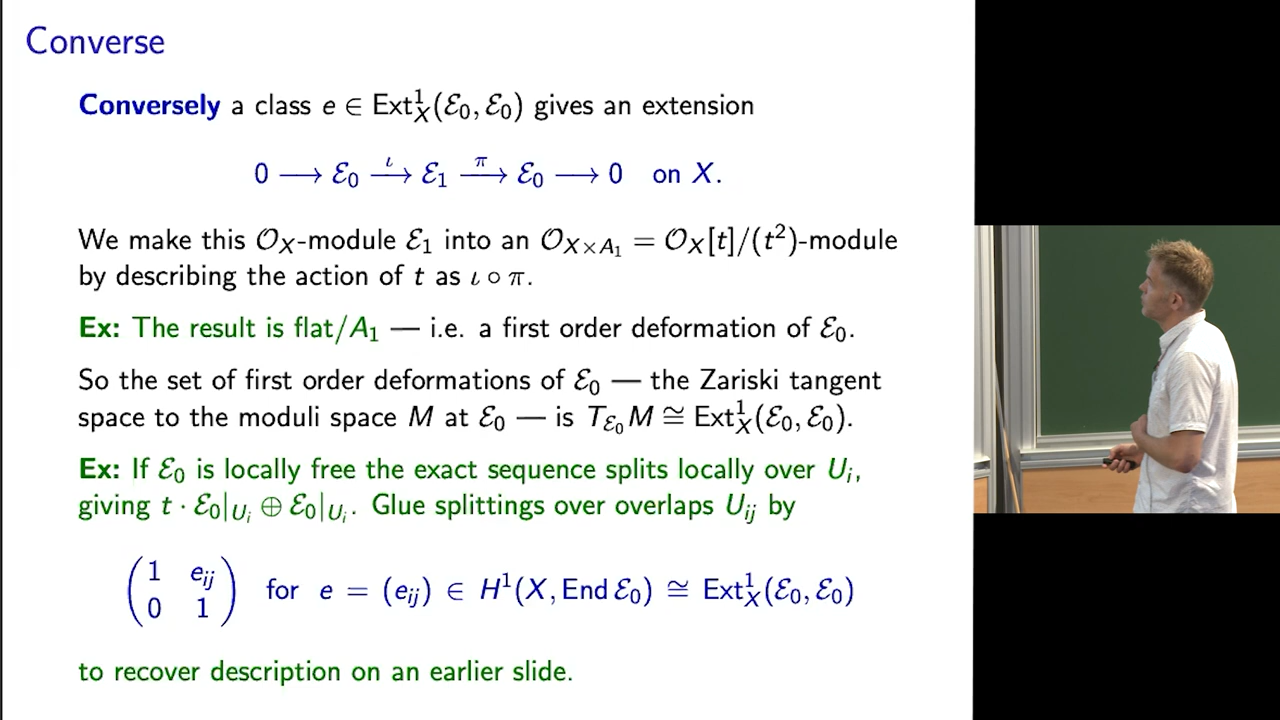 Converse
Conversely a class e ∈ Ext¹_X(ℰ₀, ℰ₀) gives an extension
0 ⟶ ℰ₀ —ι→ ℰ₁ —π→ ℰ₀ ⟶ 0 on X.
We make this 𝒪_X-module ℰ₁ into an 𝒪_{X×A₁} = 𝒪_X[t]/(t²)-module
by describing the action of t as ι ∘ π.
Ex: The result is flat/A₁ — i.e. a first order deformation of ℰ₀.
So the set of first order deformations of ℰ₀ — the Zariski tangent
space to the moduli space M at ℰ₀ — is T_{ℰ₀}M ≅ Ext¹_X(ℰ₀, ℰ₀).
Ex: If ℰ₀ is locally free the exact sequence splits locally over U_i,
giving t · ℰ₀|_{U_i} ⊕ ℰ₀|_{U_i}. Glue splittings over overlaps U_{ij} by
(1 e_{ij}; 0 1) for e = (e_{ij}) ∈ H¹(X, End ℰ₀) ≅ Ext¹_X(ℰ₀, ℰ₀)
to recover description on an earlier slide.